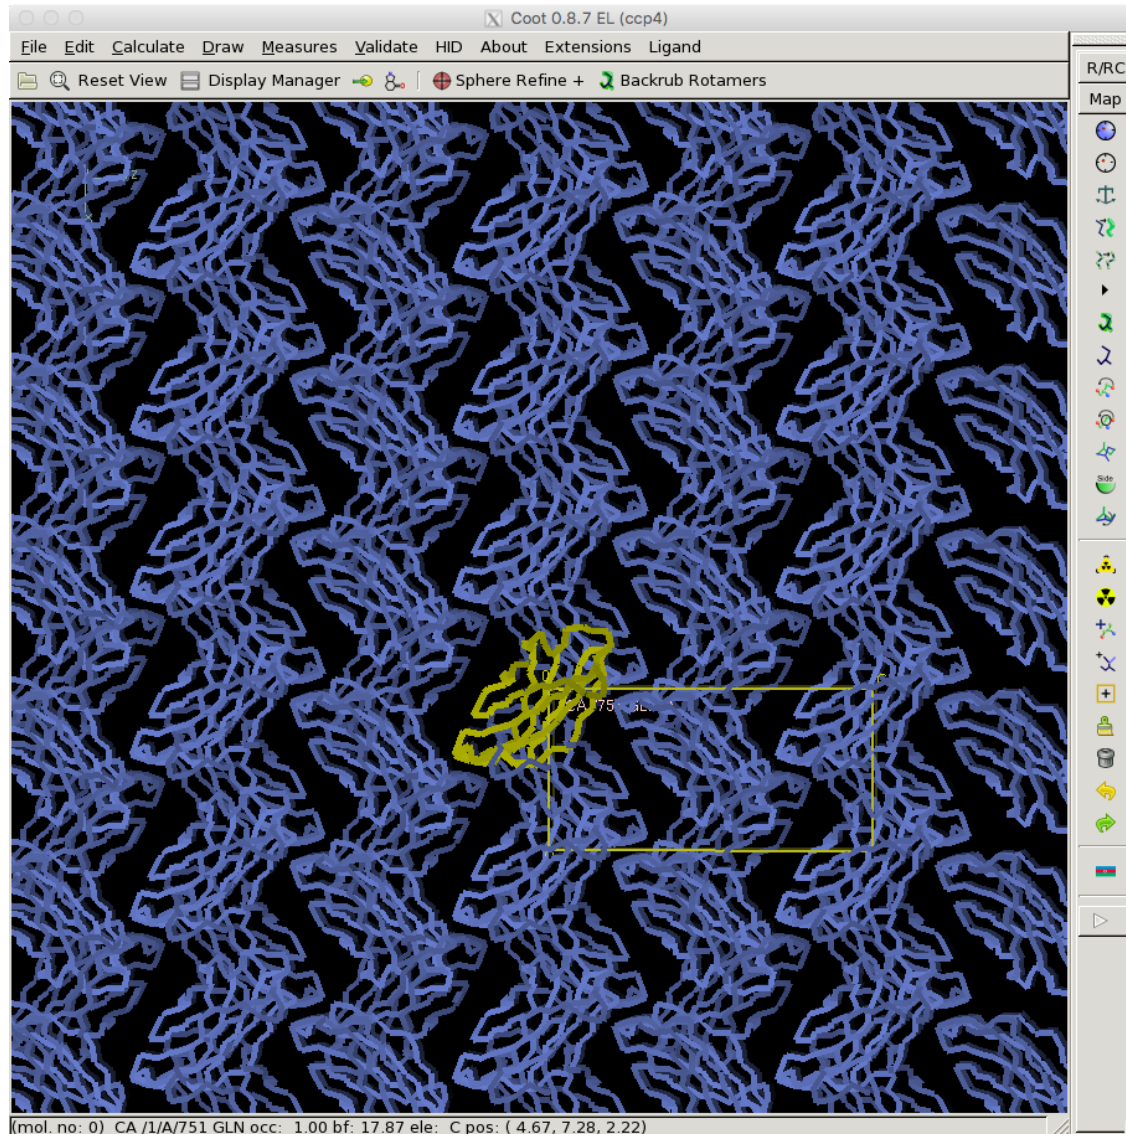 Coot 0.8.7 EL (ccp4)
File Edit Calculate Draw Measures Validate HID About Extensions Ligand
R/RC
Reset View Display Manager Sphere Refine + Backrub Rotamers
Map
z
x
Side
0
(mol. no: 0) CA /1/A/751 GLN occ: 1.00 bf: 17.87 ele: C pos: ( 4.67, 7.28, 2.22)